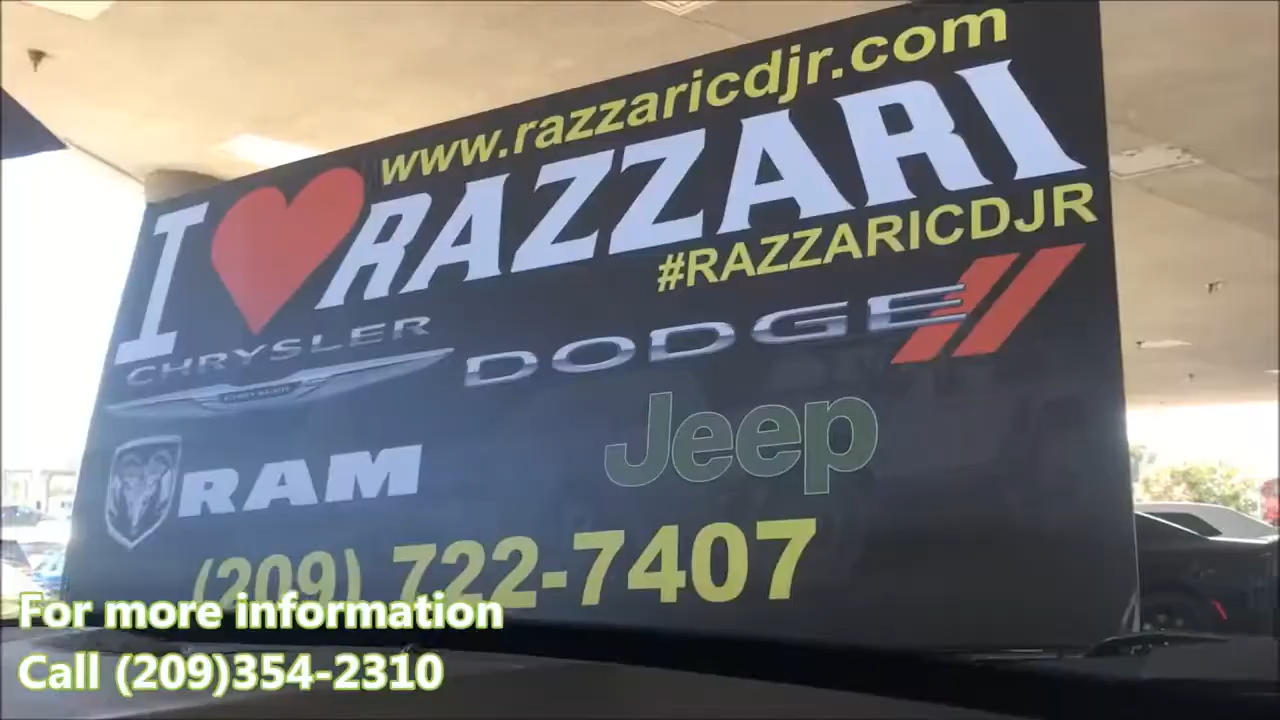 www.razzaricdjr.com
I ❤ RAZZARI
#RAZZARICDJR
CHRYSLER
CHRYSLER
DODGE
RAM
Jeep
(209) 722-7407
For more information
Call (209)354-2310